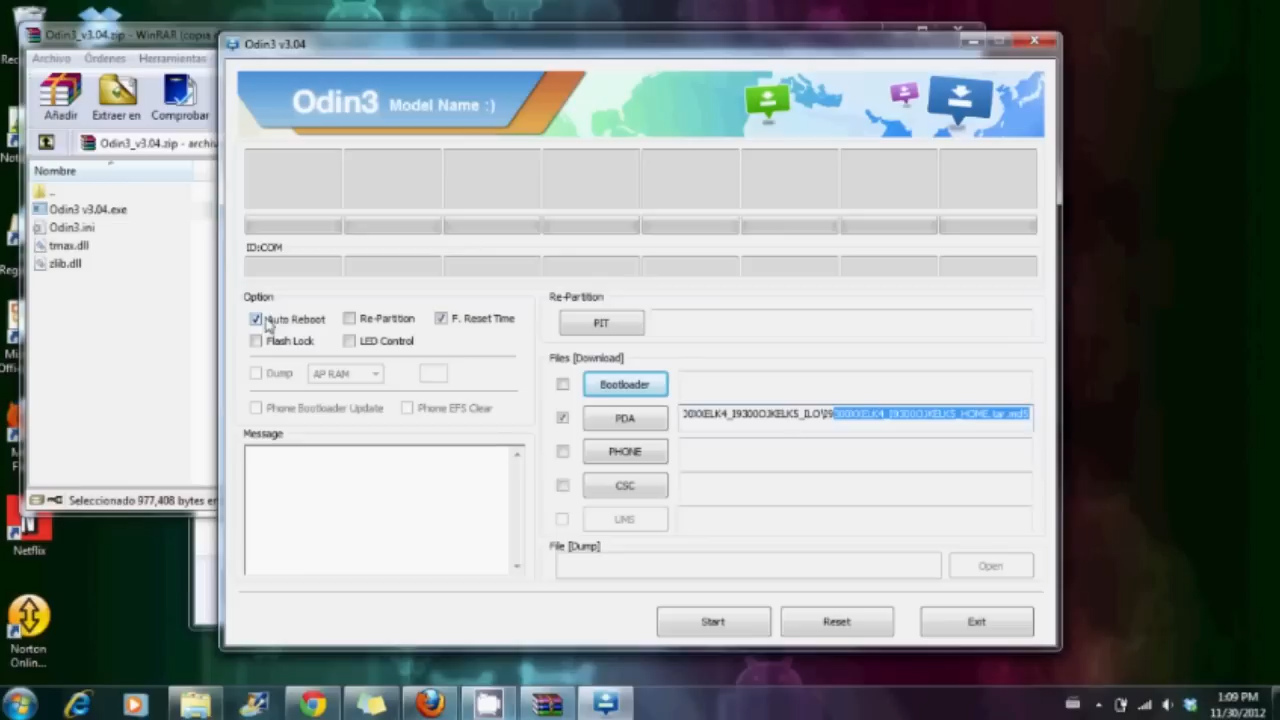 Odin3_v3.04.zip - WinRAR (copia
Archivo Órdenes Herramientas
Añadir Extraer en Comprobar
Odin3_v3.04.zip - archi
Nombre
..
Odin3 v3.04.exe
Odin3.ini
tmax.dll
zlib.dll
Seleccionado 977,408 bytes en
Netflix
Norton
Onlin...
Odin3 v3.04
Odin3 Model Name :)
ID:COM
Option
Auto Reboot Re-Partition F. Reset Time
Flash Lock LED Control
Dump AP RAM
Phone Bootloader Update Phone EFS Clear
Message
Re-Partition
PIT
Files [Download]
Bootloader
PDA
PHONE
CSC
UMS
File [Dump]
Open
Start Reset Exit
1:09 PM
11/30/2012